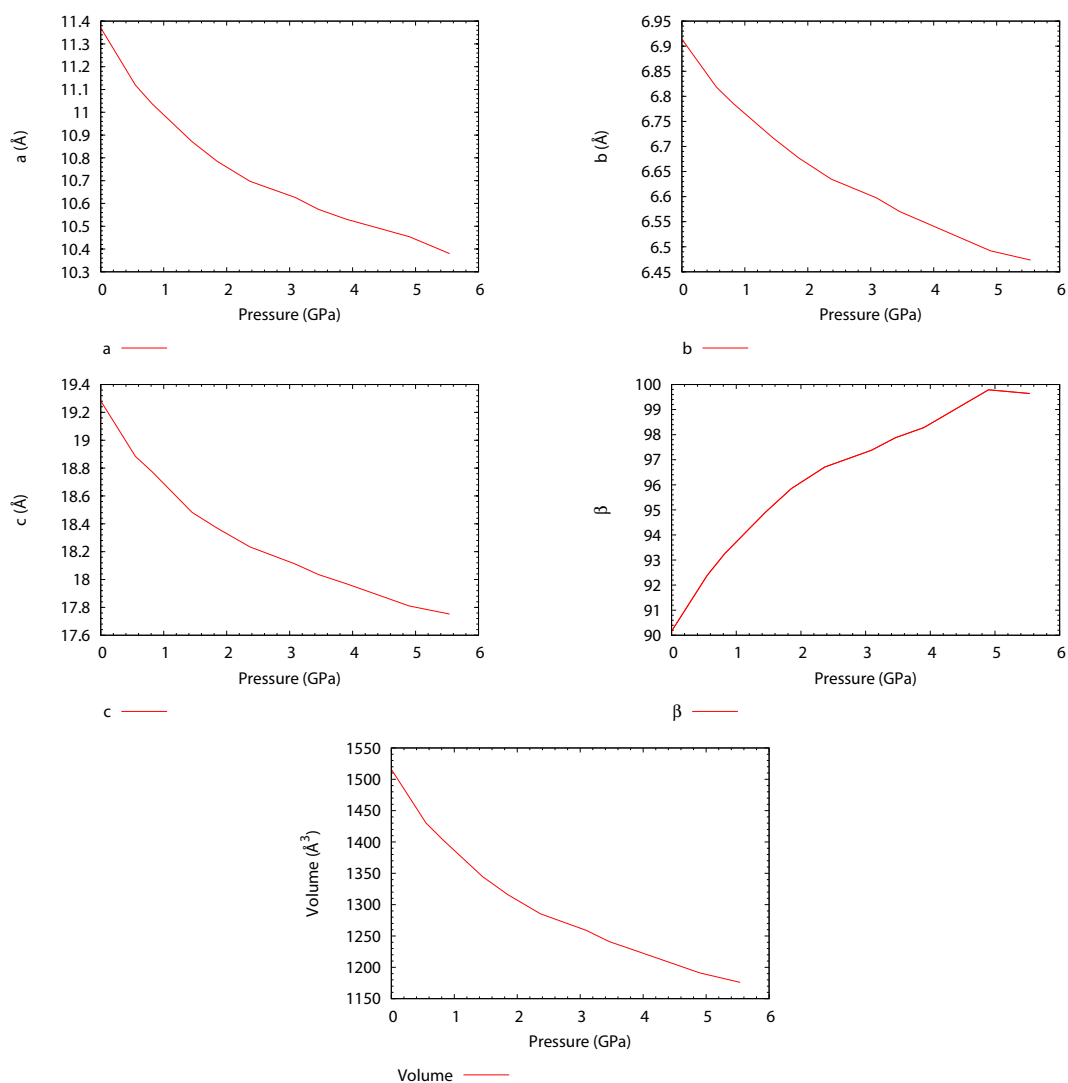 11.4
11.3
11.2
11.1
11
10.9
10.8
10.7
10.6
10.5
10.4
10.3
a (Å)
0 1 2 3 4 5 6
Pressure (GPa)
a
6.95
6.9
6.85
6.8
6.75
6.7
6.65
6.6
6.55
6.5
6.45
b (Å)
0 1 2 3 4 5 6
Pressure (GPa)
b
19.4
19.2
19
18.8
18.6
18.4
18.2
18
17.8
17.6
c (Å)
0 1 2 3 4 5 6
Pressure (GPa)
c
100
99
98
97
96
95
94
93
92
91
90
β
0 1 2 3 4 5 6
Pressure (GPa)
β
1550
1500
1450
1400
1350
1300
1250
1200
1150
Volume (Å³)
0 1 2 3 4 5 6
Pressure (GPa)
Volume